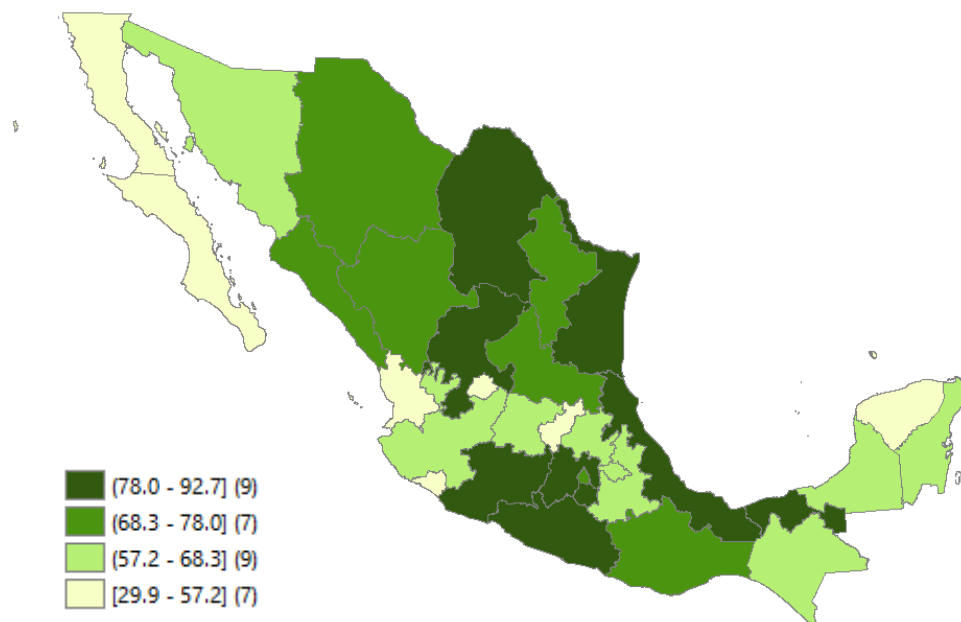 (78.0 - 92.7] (9)
(68.3 - 78.0] (7)
(57.2 - 68.3] (9)
[29.9 - 57.2] (7)